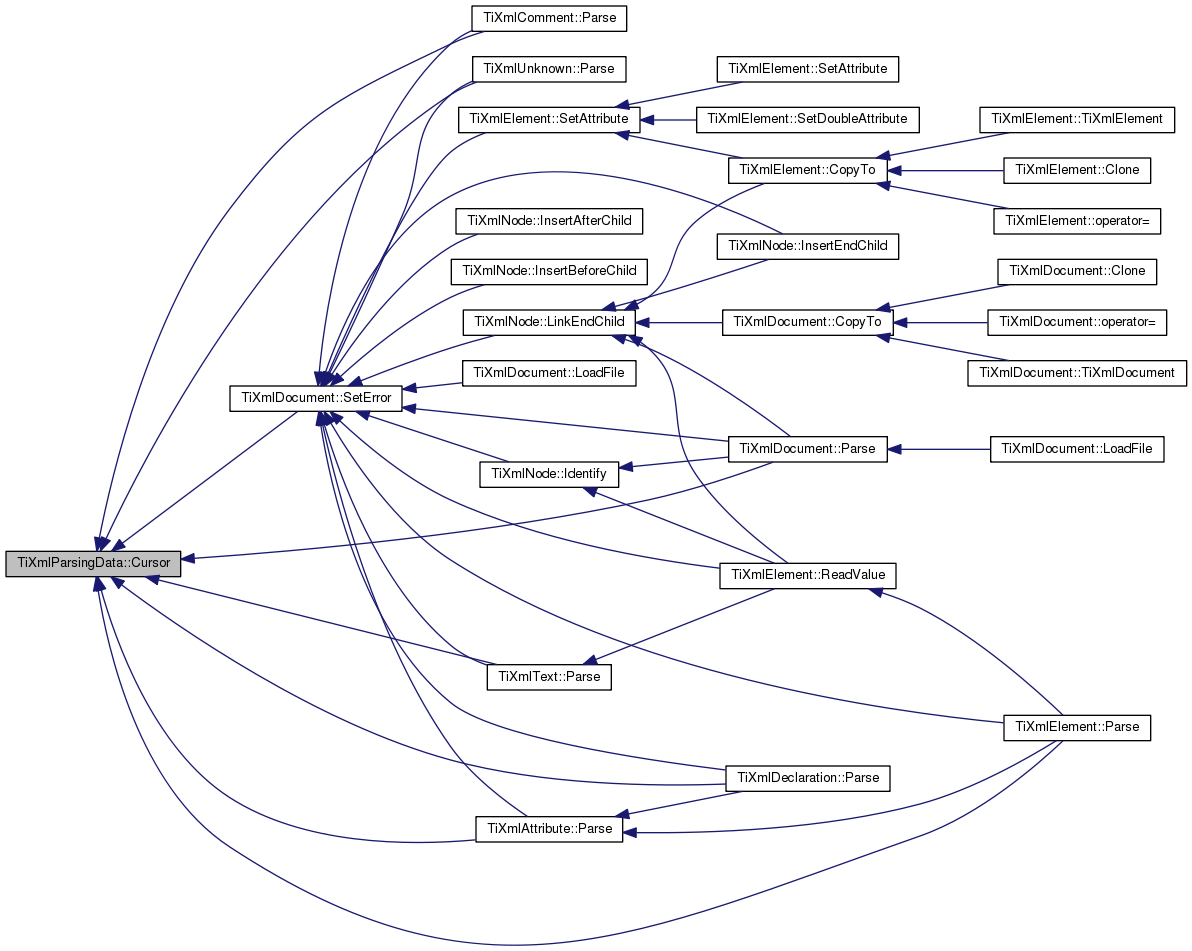 TiXmlComment::Parse
TiXmlUnknown::Parse
TiXmlElement::SetAttribute
TiXmlElement::SetAttribute
TiXmlElement::SetDoubleAttribute
TiXmlElement::TiXmlElement
TiXmlElement::CopyTo
TiXmlElement::Clone
TiXmlNode::InsertAfterChild
TiXmlElement::operator=
TiXmlNode::InsertEndChild
TiXmlNode::InsertBeforeChild
TiXmlDocument::Clone
TiXmlNode::LinkEndChild
TiXmlDocument::CopyTo
TiXmlDocument::operator=
TiXmlDocument::LoadFile
TiXmlDocument::TiXmlDocument
TiXmlDocument::SetError
TiXmlDocument::Parse
TiXmlDocument::LoadFile
TiXmlNode::Identify
TiXmlParsingData::Cursor
TiXmlElement::ReadValue
TiXmlText::Parse
TiXmlElement::Parse
TiXmlDeclaration::Parse
TiXmlAttribute::Parse